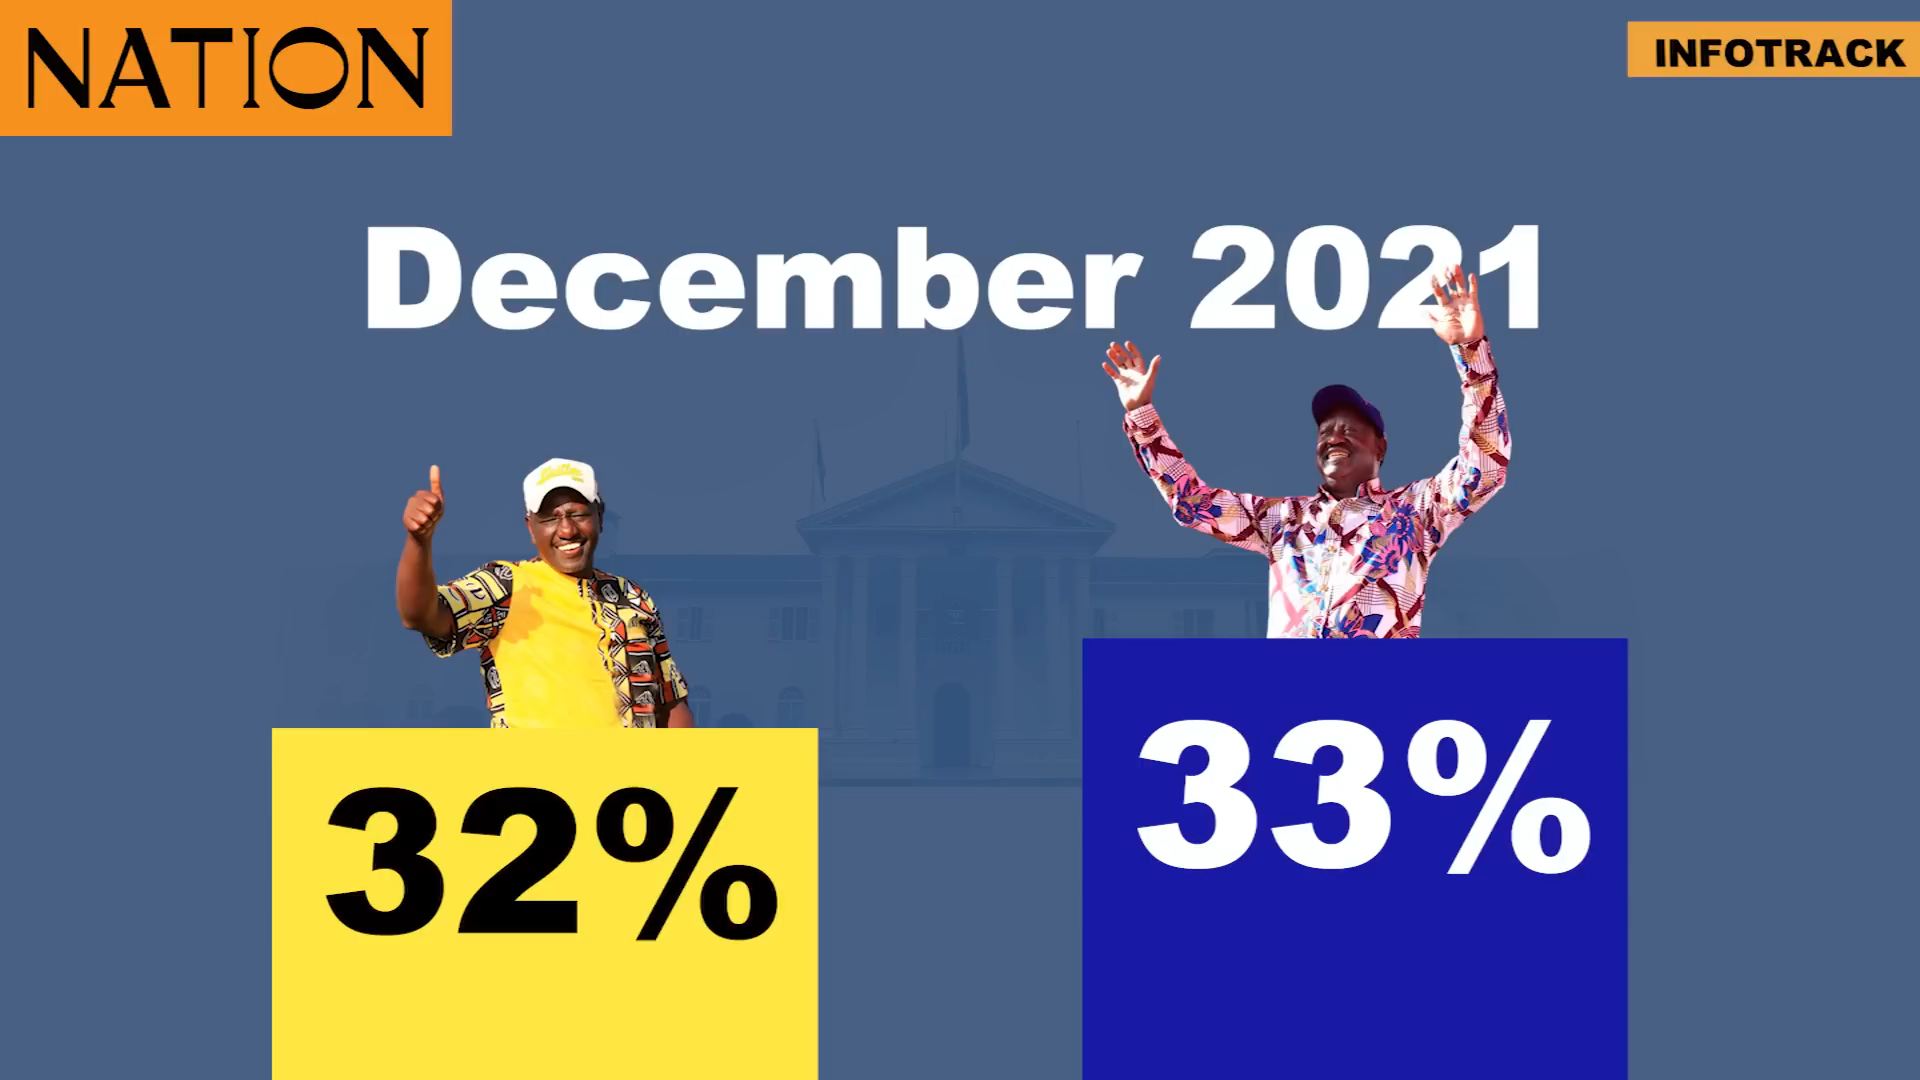 NATION
INFOTRACK
December 2021
32%
33%